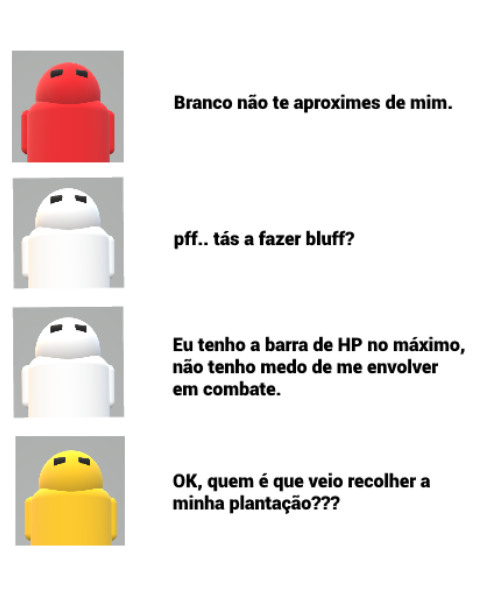 Branco não te aproximes de mim.
pff.. tás a fazer bluff?
Eu tenho a barra de HP no máximo,
não tenho medo de me envolver
em combate.
OK, quem é que veio recolher a
minha plantação???